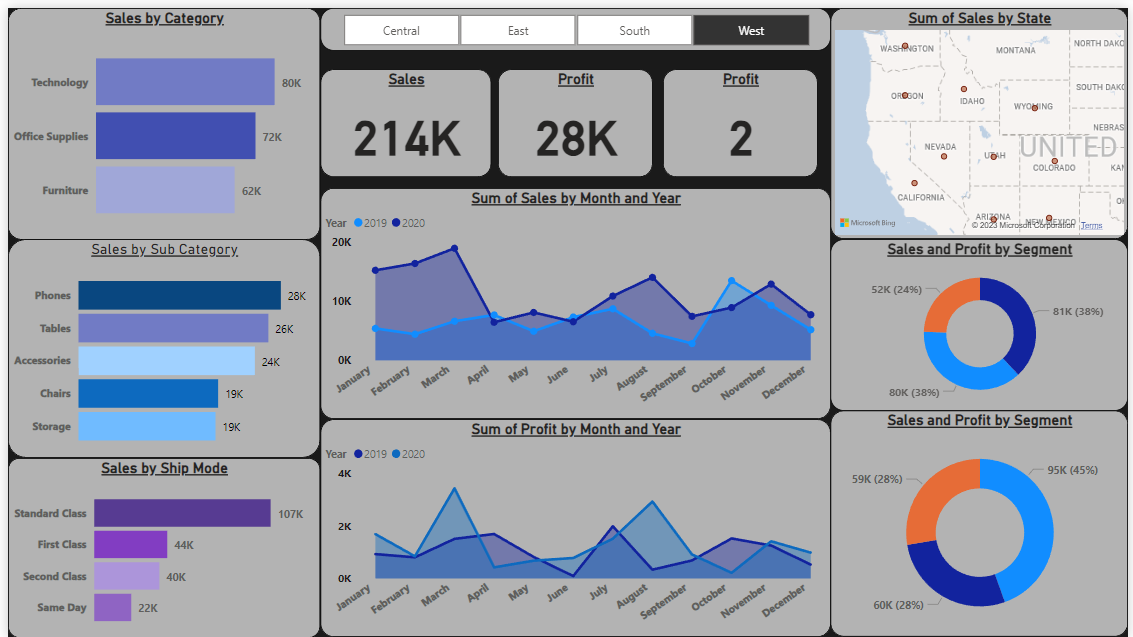 Sales by Category
Technology 80K
Office Supplies 72K
Furniture 62K
Sales by Sub Category
Phones 28K
Tables 26K
Accessories 24K
Chairs 19K
Storage 19K
Sales by Ship Mode
Standard Class 107K
First Class 44K
Second Class 40K
Same Day 22K
Central East South West
Sales
214K
Profit
28K
Profit
2
Sum of Sales by Month and Year
Year 2019 2020
20K
10K
0K
January February March April May June July August September October November December
Sum of Profit by Month and Year
Year 2019 2020
4K
2K
0K
January February March April May June July August September October November December
Sum of Sales by State
WASHINGTON
MONTANA
NORTH DAKO
OREGON
IDAHO
SOUTH DAK
WYOMING
NEBRAS
NEVADA
UTAH
UNITED
COLORADO
KAN
CALIFORNIA
ARIZONA
NEW MEXICO
Microsoft Bing
© 2023 Microsoft Corporation Terms
Sales and Profit by Segment
52K (24%)
81K (38%)
80K (38%)
Sales and Profit by Segment
59K (28%)
95K (45%)
60K (28%)